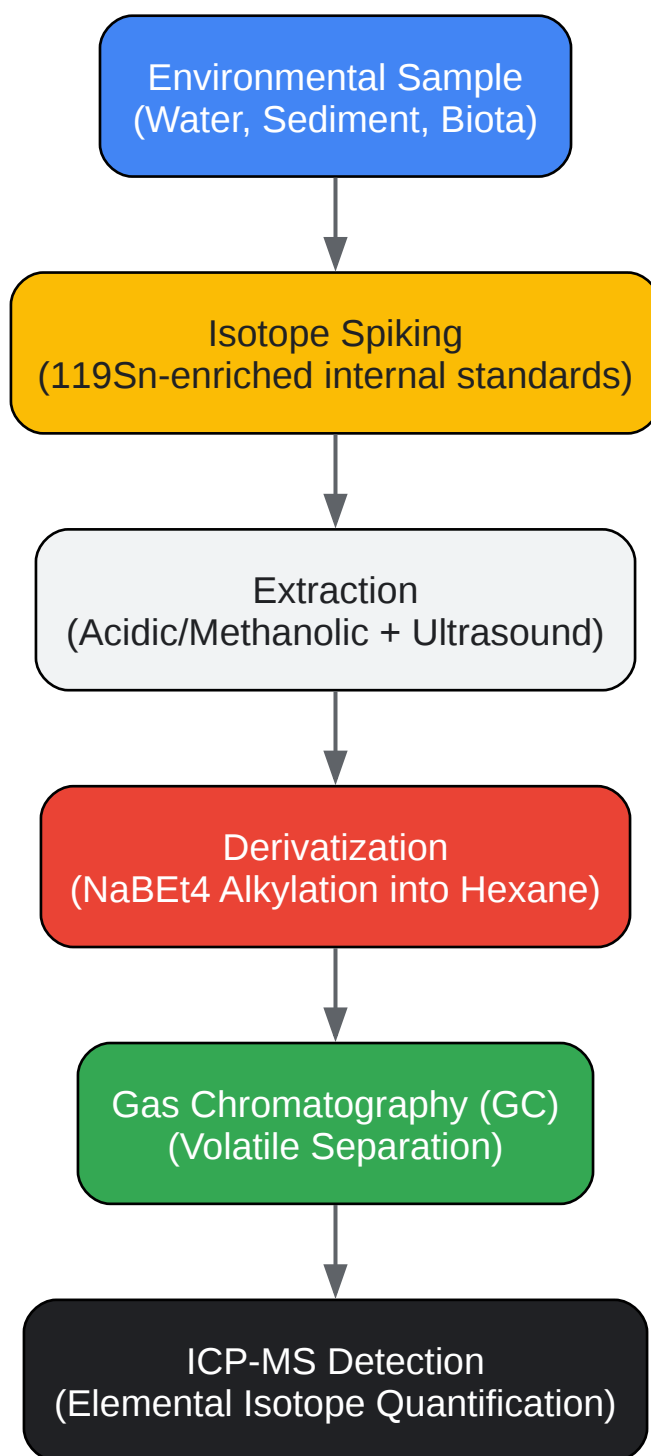 Environmental Sample
(Water, Sediment, Biota)
Isotope Spiking
(119Sn-enriched internal standards)
Extraction
(Acidic/Methanolic + Ultrasound)
Derivatization
(NaBEt4 Alkylation into Hexane)
Gas Chromatography (GC)
(Volatile Separation)
ICP-MS Detection
(Elemental Isotope Quantification)